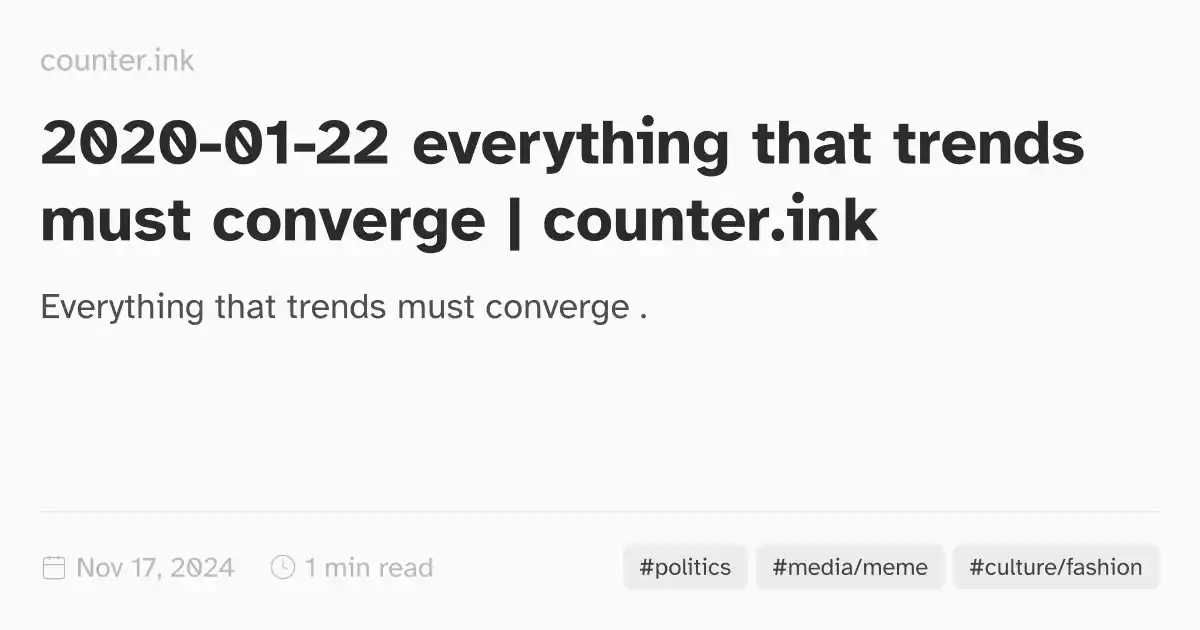 counter.ink
2020-01-22 everything that trends
must converge | counter.ink
Everything that trends must converge .
Nov 17, 2024 1 min read #politics #media/meme #culture/fashion